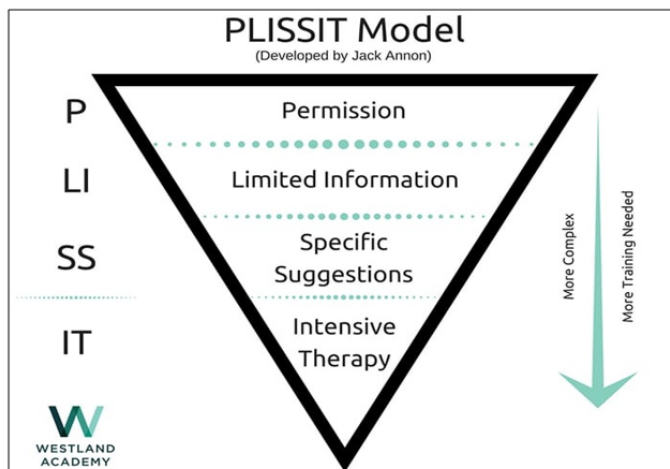 PLISSIT Model
(Developed by Jack Annon)
P
Permission
LI
Limited Information
SS
Specific
Suggestions
IT
Intensive
Therapy
More Complex
More Training Needed
W
WESTLAND
ACADEMY